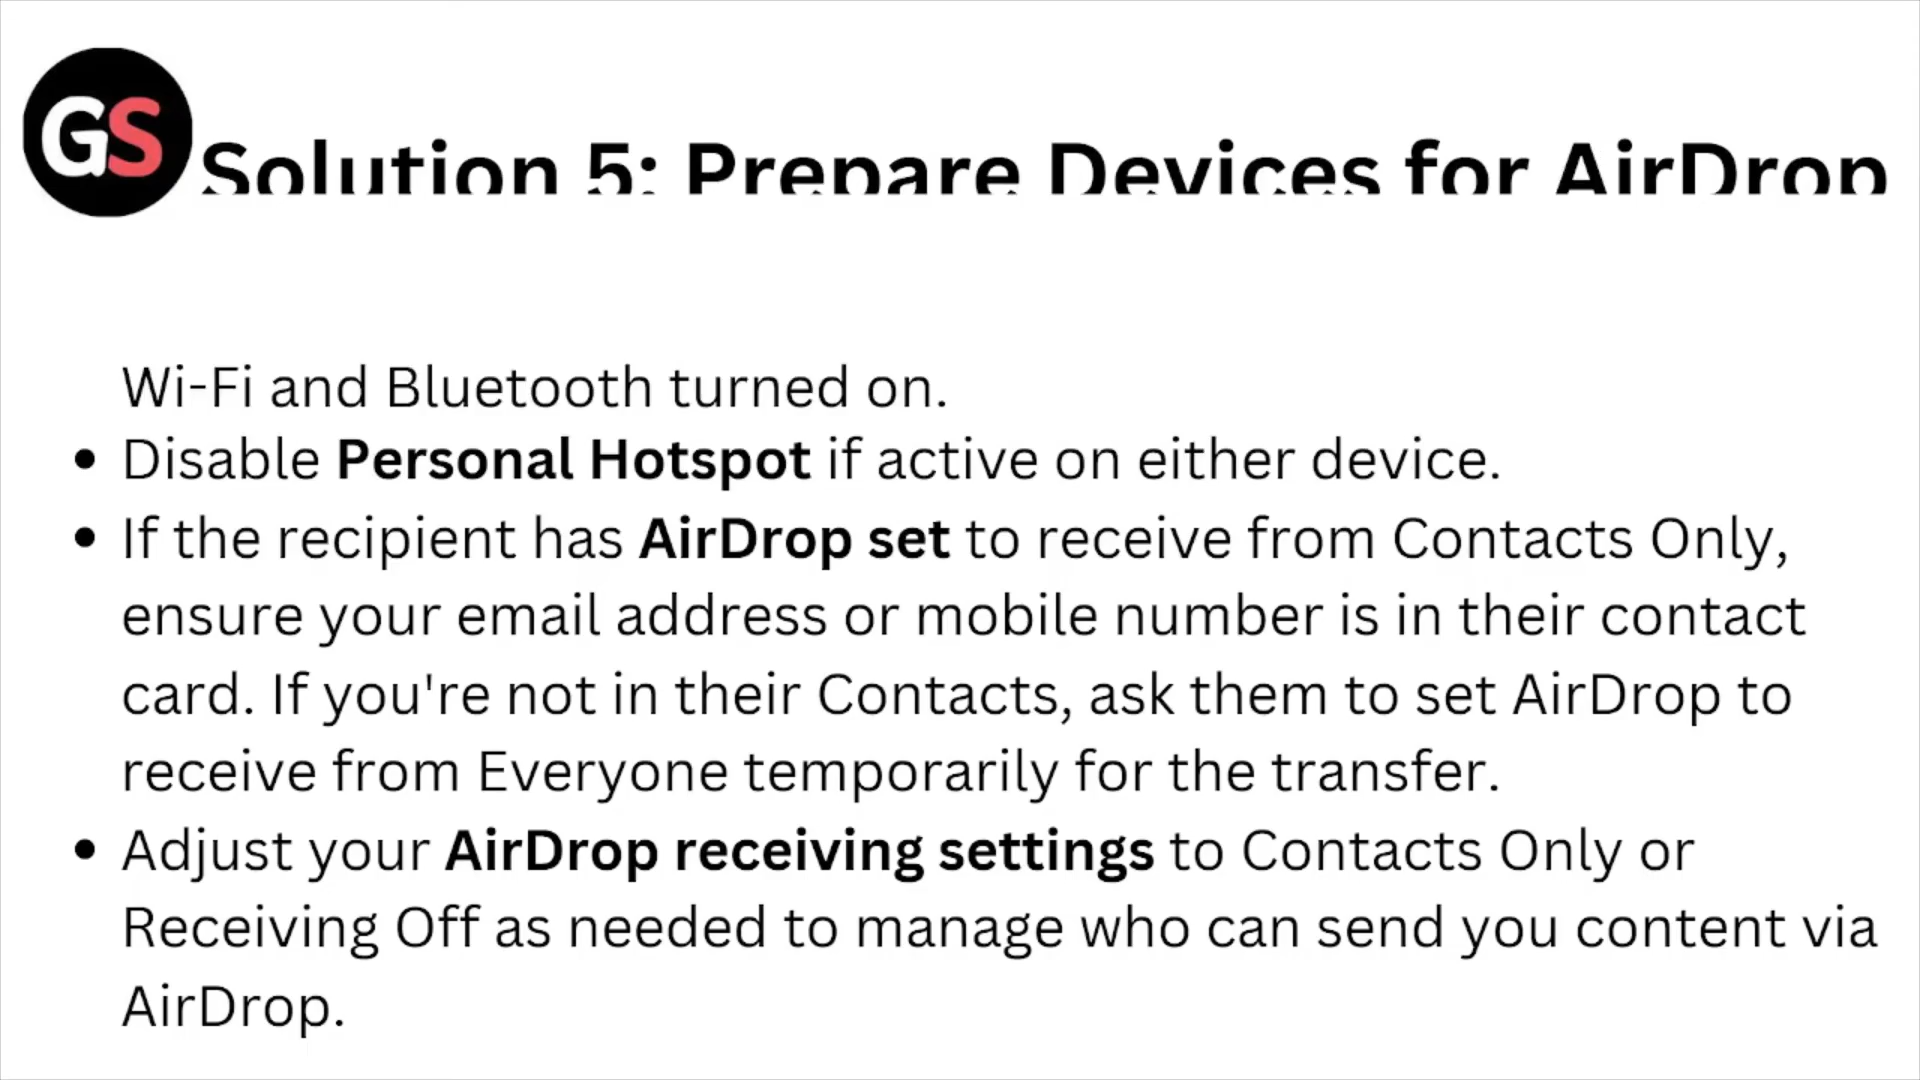 GS
Solution 5: Prepare Devices for AirDrop
Wi-Fi and Bluetooth turned on.
• Disable Personal Hotspot if active on either device.
• If the recipient has AirDrop set to receive from Contacts Only,
ensure your email address or mobile number is in their contact
card. If you're not in their Contacts, ask them to set AirDrop to
receive from Everyone temporarily for the transfer.
• Adjust your AirDrop receiving settings to Contacts Only or
Receiving Off as needed to manage who can send you content via
AirDrop.